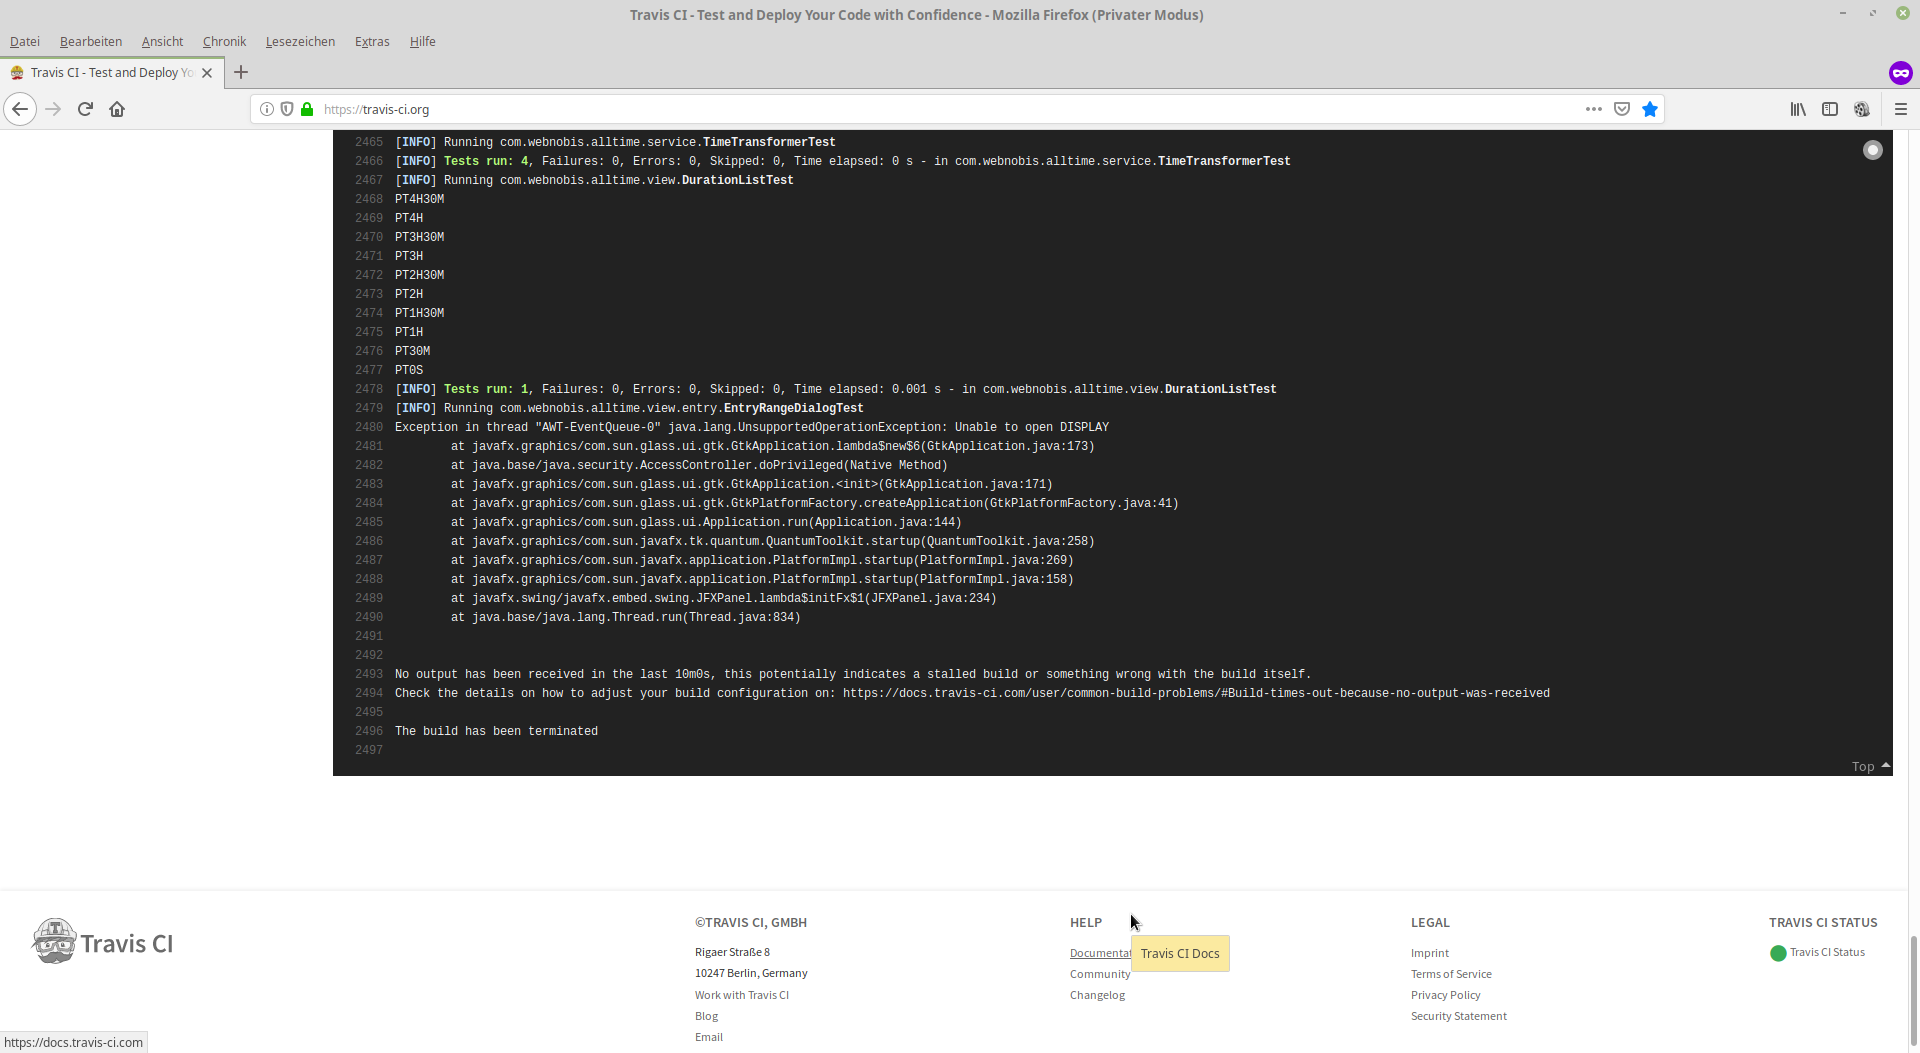 Travis CI - Test and Deploy Your Code with Confidence - Mozilla Firefox (Privater Modus)
Datei Bearbeiten Ansicht Chronik Lesezeichen Extras Hilfe
Travis CI - Test and Deploy Yo
https://travis-ci.org
2465 [INFO] Running com.webnobis.alltime.service.TimeTransformerTest
2466 [INFO] Tests run: 4, Failures: 0, Errors: 0, Skipped: 0, Time elapsed: 0 s - in com.webnobis.alltime.service.TimeTransformerTest
2467 [INFO] Running com.webnobis.alltime.view.DurationListTest
2468 PT4H30M
2469 PT4H
2470 PT3H30M
2471 PT3H
2472 PT2H30M
2473 PT2H
2474 PT1H30M
2475 PT1H
2476 PT30M
2477 PT0S
2478 [INFO] Tests run: 1, Failures: 0, Errors: 0, Skipped: 0, Time elapsed: 0.001 s - in com.webnobis.alltime.view.DurationListTest
2479 [INFO] Running com.webnobis.alltime.view.entry.EntryRangeDialogTest
2480 Exception in thread "AWT-EventQueue-0" java.lang.UnsupportedOperationException: Unable to open DISPLAY
2481 at javafx.graphics/com.sun.glass.ui.gtk.GtkApplication.lambda$new$6(GtkApplication.java:173)
2482 at java.base/java.security.AccessController.doPrivileged(Native Method)
2483 at javafx.graphics/com.sun.glass.ui.gtk.GtkApplication.<init>(GtkApplication.java:171)
2484 at javafx.graphics/com.sun.glass.ui.gtk.GtkPlatformFactory.createApplication(GtkPlatformFactory.java:41)
2485 at javafx.graphics/com.sun.glass.ui.Application.run(Application.java:144)
2486 at javafx.graphics/com.sun.javafx.tk.quantum.QuantumToolkit.startup(QuantumToolkit.java:258)
2487 at javafx.graphics/com.sun.javafx.application.PlatformImpl.startup(PlatformImpl.java:269)
2488 at javafx.graphics/com.sun.javafx.application.PlatformImpl.startup(PlatformImpl.java:158)
2489 at javafx.swing/javafx.embed.swing.JFXPanel.lambda$initFx$1(JFXPanel.java:234)
2490 at java.base/java.lang.Thread.run(Thread.java:834)
2491
2492
2493 No output has been received in the last 10m0s, this potentially indicates a stalled build or something wrong with the build itself.
2494 Check the details on how to adjust your build configuration on: https://docs.travis-ci.com/user/common-build-problems/#Build-times-out-because-no-output-was-received
2495
2496 The build has been terminated
2497
Top
Travis CI
©TRAVIS CI, GMBH
Rigaer Straße 8
10247 Berlin, Germany
Work with Travis CI
Blog
Email
HELP
Documentat
Travis CI Docs
Community
Changelog
LEGAL
Imprint
Terms of Service
Privacy Policy
Security Statement
TRAVIS CI STATUS
Travis CI Status
https://docs.travis-ci.com